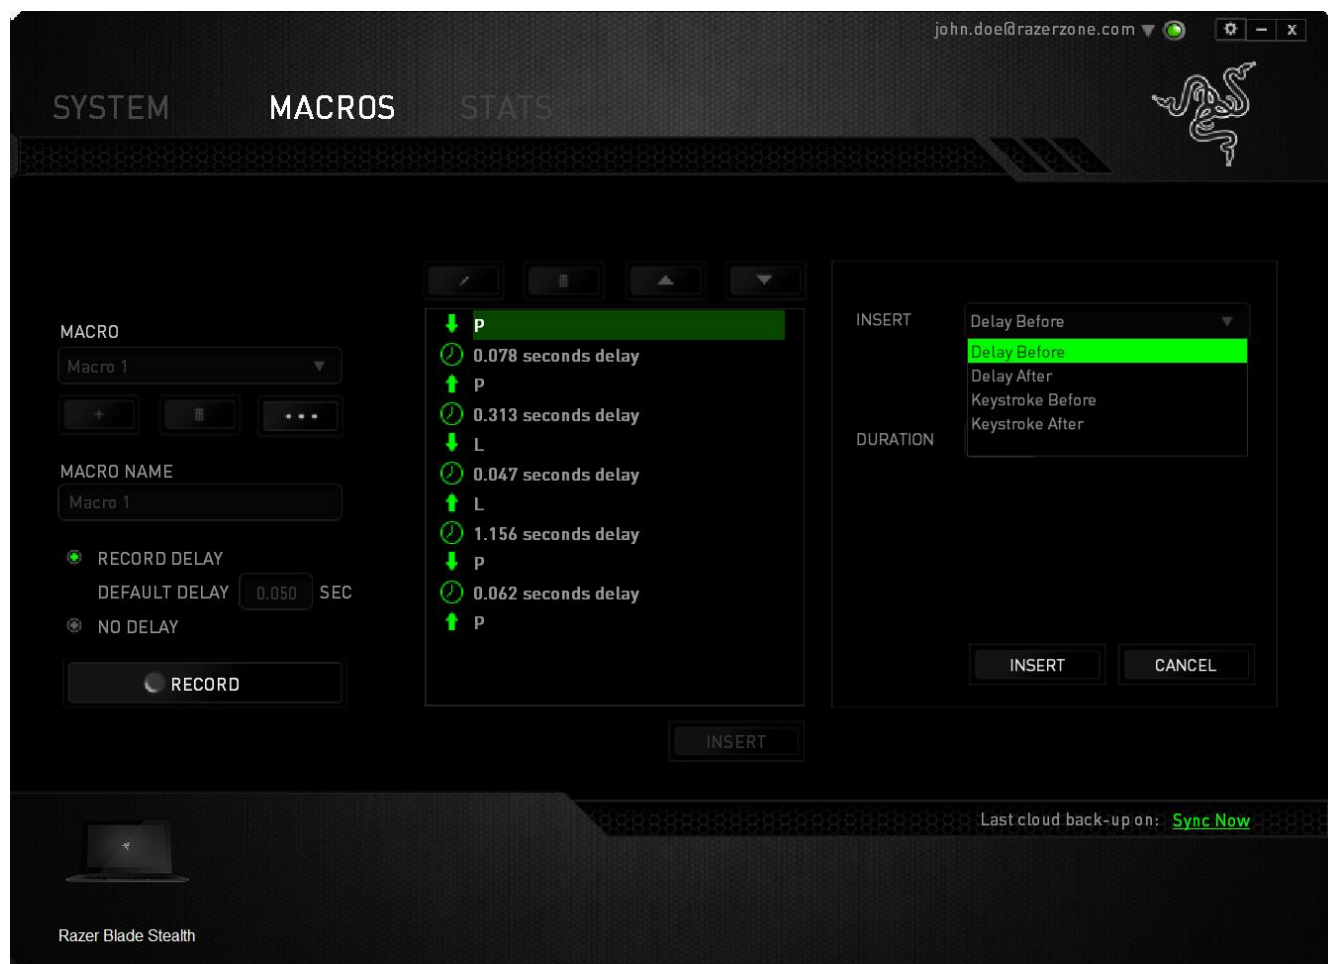 john.doe@razerzone.com
x
SYSTEM
MACROS
STATS
MACRO
Macro 1
MACRO NAME
Macro 1
RECORD DELAY
DEFAULT DELAY 0.050 SEC
NO DELAY
RECORD
P
0.078 seconds delay
P
0.313 seconds delay
L
0.047 seconds delay
L
1.156 seconds delay
P
0.062 seconds delay
P
INSERT
INSERT Delay Before
Delay Before
Delay After
Keystroke Before
Keystroke After
DURATION
INSERT
CANCEL
Last cloud back-up on: Sync Now
Razer Blade Stealth